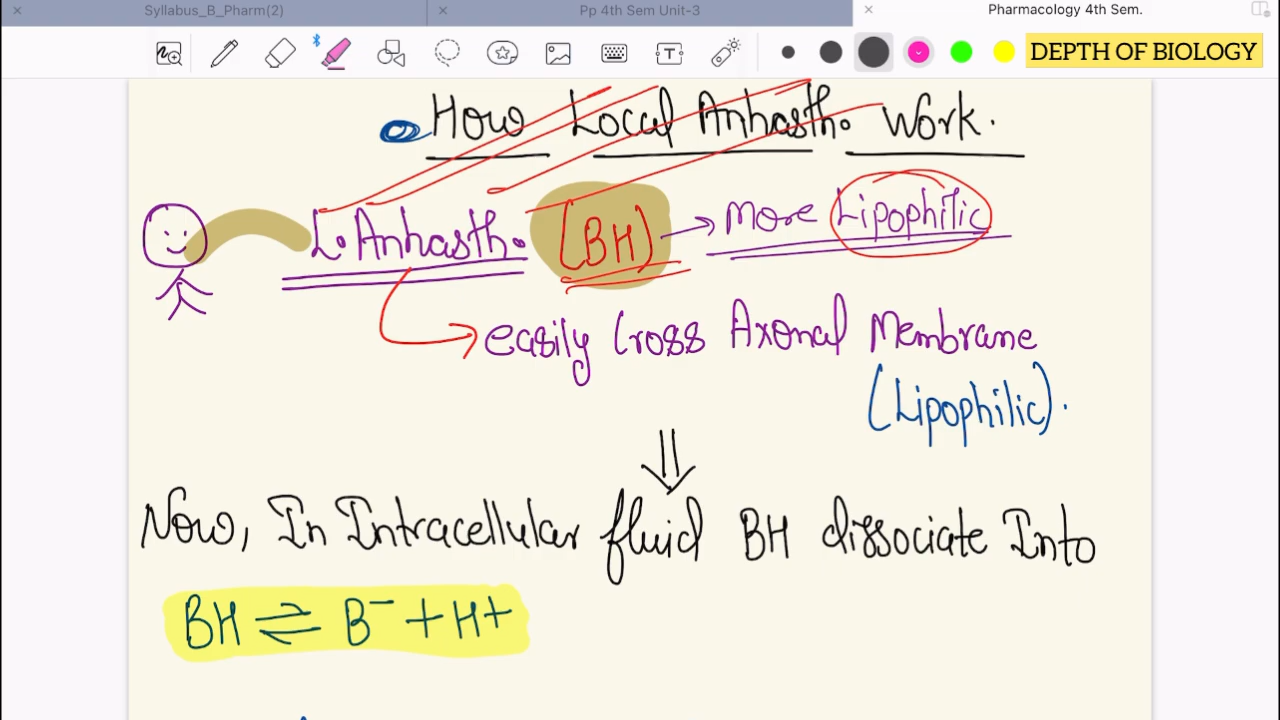 Syllabus_B_Pharm(2)
Pp 4th Sem Unit-3
Pharmacology 4th Sem.
DEPTH OF BIOLOGY
How Local Anhasth. Work.
L. Anhasth. (BH) → More Lipophilic
→ easily Cross Axonal Membrane
(Lipophilic).
Now, In Intracellular fluid BH dissociate Into
BH ⇌ B⁻ + H+